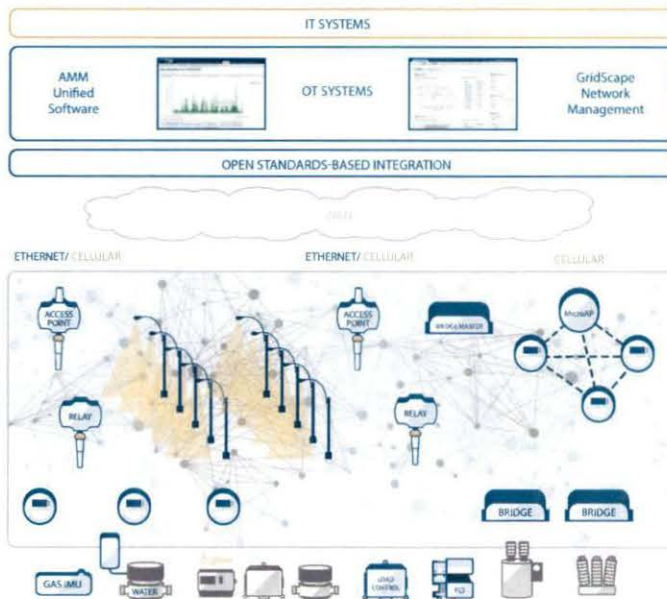 IT SYSTEMS
AMM
Unified
Software
OT SYSTEMS
GridScape
Network
Management
OPEN STANDARDS-BASED INTEGRATION
ETHERNET/ CELLULAR
ETHERNET/ CELLULAR
CELLULAR
ACCESS
POINT
ACCESS
POINT
MicroAP
RELAY
RELAY
BRIDGE
BRIDGE
GAS IMU
WATER
LOAD
CONTROL